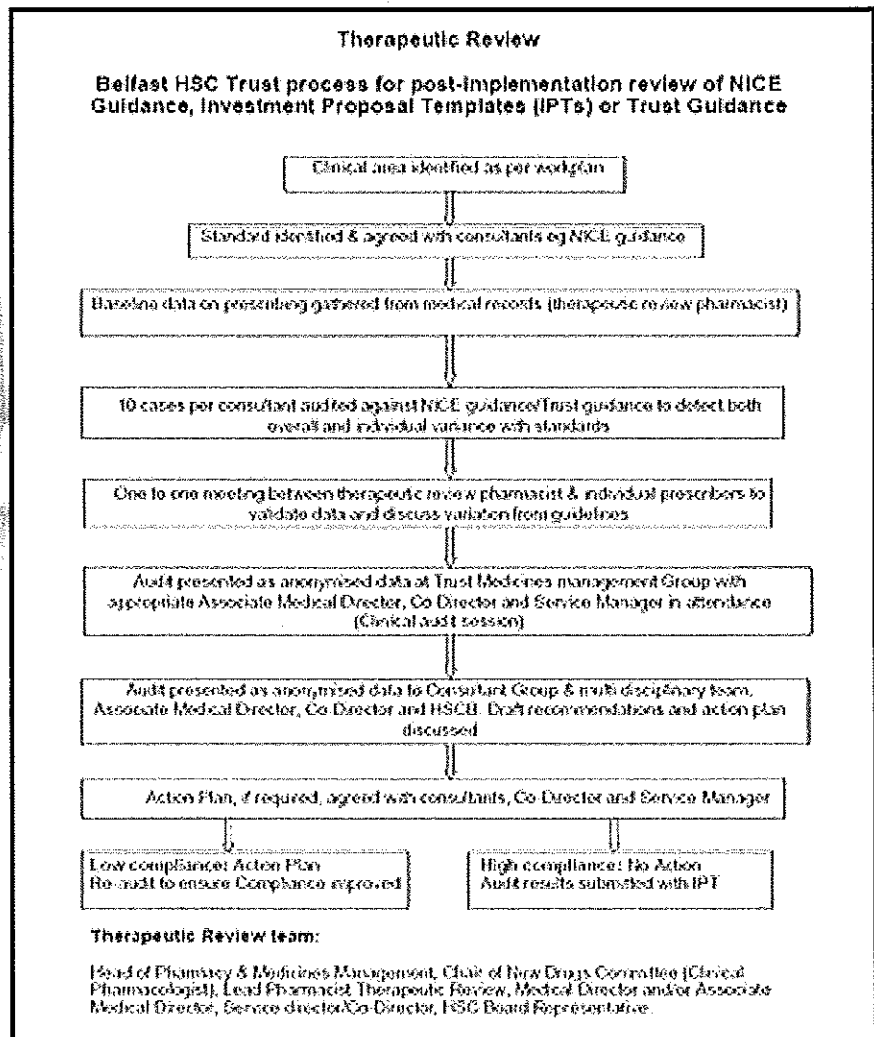 Therapeutic Review
Belfast HSC Trust process for post-implementation review of NICE
Guidance, Investment Proposal Templates (IPTs) or Trust Guidance
Clinical area identified as per workplan
Standard identified & agreed with consultants eg NICE guidance
Baseline data on prescribing gathered from medical records (therapeutic review pharmacist)
10 cases per consultant audited against NICE guidance/Trust guidance to detect both
overall and individual variance with standards
One to one meeting between therapeutic review pharmacist & individual prescribers to
validate data and discuss variation from guidelines
Audit presented as anonymised data at Trust Medicines management Group with
appropriate Associate Medical Director, Co Director and Service Manager in attendance
(Clinical audit session)
Audit presented as anonymised data to Consultant Group & multi disciplinary team,
Associate Medical Director, Co-Director and HSCB. Draft recommendations and action plan
discussed
Action Plan, if required, agreed with consultants, Co-Director and Service Manager
Low compliance: Action Plan
Re-audit to ensure Compliance improved
High compliance: No Action
Audit results submitted with IPT
Therapeutic Review team:
Head of Pharmacy & Medicines Management, Chair of New Drugs Committee (Clinical
Pharmacologist), Lead Pharmacist Therapeutic Review, Medical Director and/or Associate
Medical Director, Service director/Co-Director, HSC Board Representative.